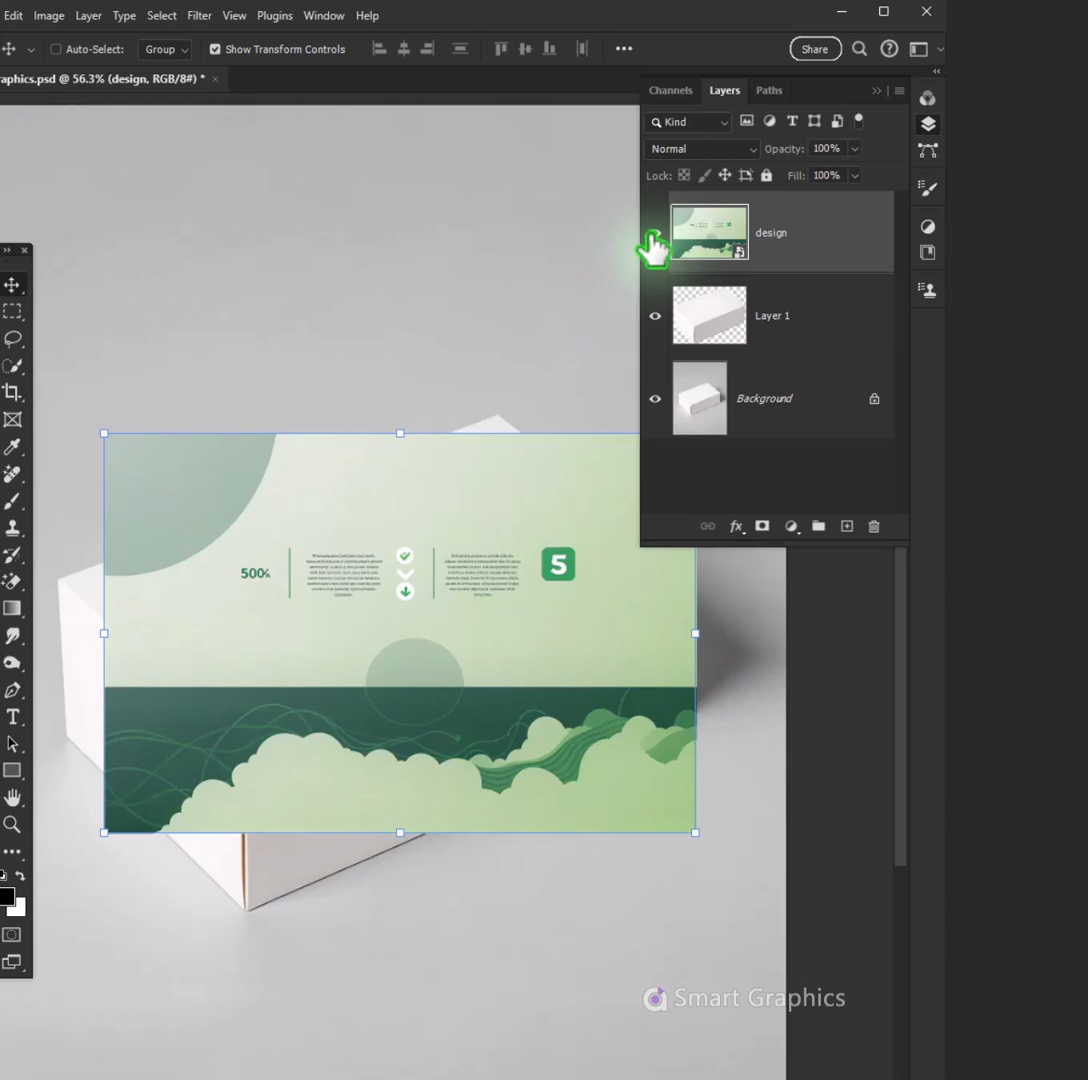 Edit Image Layer Type Select Filter View Plugins Window Help
Auto-Select: Group Show Transform Controls
Share
aphics.psd @ 56.3% (design, RGB/8#) *
Channels Layers Paths
Kind
Normal Opacity: 100%
Lock: Fill: 100%
design
Layer 1
Background
fx
500%
5
Smart Graphics